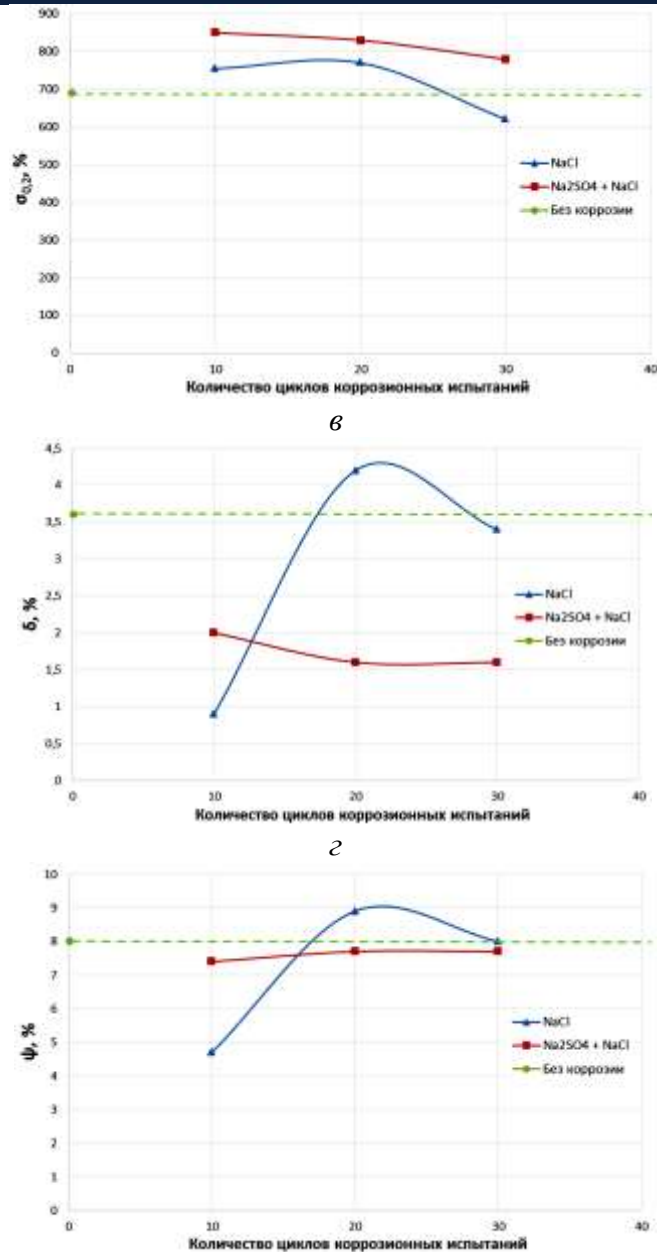 900
800
700
600
500
400
300
200
100
0
σ0,2, %
NaCl
Na2SO4 + NaCl
Без коррозии
0 10 20 30 40
Количество циклов коррозионных испытаний
в
4,5
4
3,5
3
2,5
2
1,5
1
0,5
0
δ, %
NaCl
Na2SO4 + NaCl
Без коррозии
0 10 20 30 40
Количество циклов коррозионных испытаний
г
10
9
8
7
6
5
4
3
2
1
0
ψ, %
NaCl
Na2SO4 + NaCl
Без коррозии
0 10 20 30 40
Количество циклов коррозионных испытаний